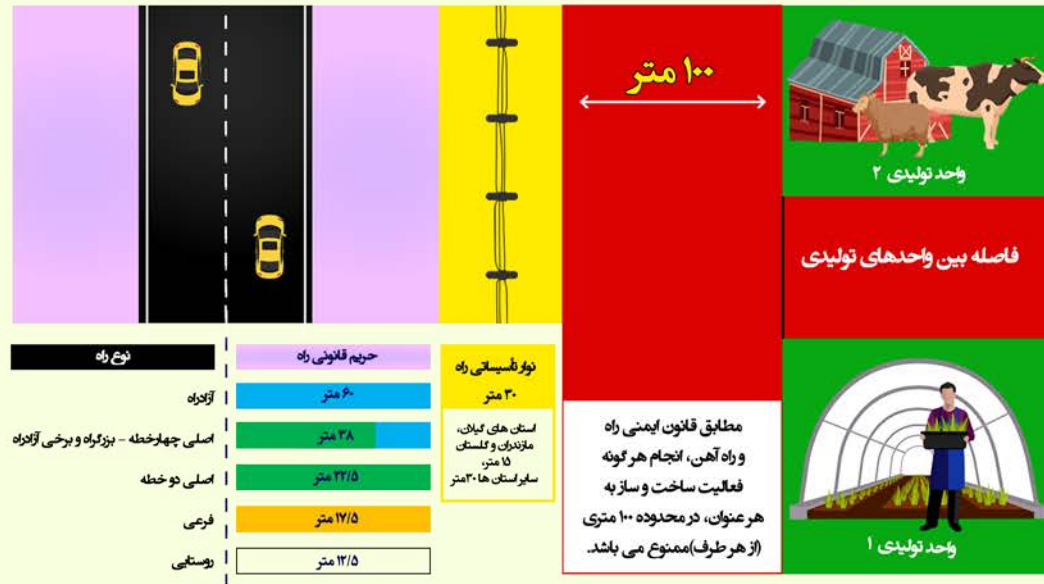 ۱۰۰ متر
واحد تولیدی ۲
فاصله بین واحدهای تولیدی
واحد تولیدی ۱
مطابق قانون ایمنی راه
و راه آهن، انجام هر گونه
فعالیت ساخت و ساز به
هر عنوان، در محدوده ۱۰۰ متری
(از هر طرف)ممنوع می باشد.
نوار تأسیساتی راه
۳۰ متر
استان های گیلان،
مازندران و گلستان
۱۵ متر،
سایر استان ها ۳۰متر
حریم قانونی راه
نوع راه
۶۰ متر
آزادراه
۳۸ متر
اصلی چهارخطه - بزرگراه و برخی آزادراه
۲۲/۵ متر
اصلی دو خطه
۱۷/۵ متر
فرعی
۱۲/۵ متر
روستایی